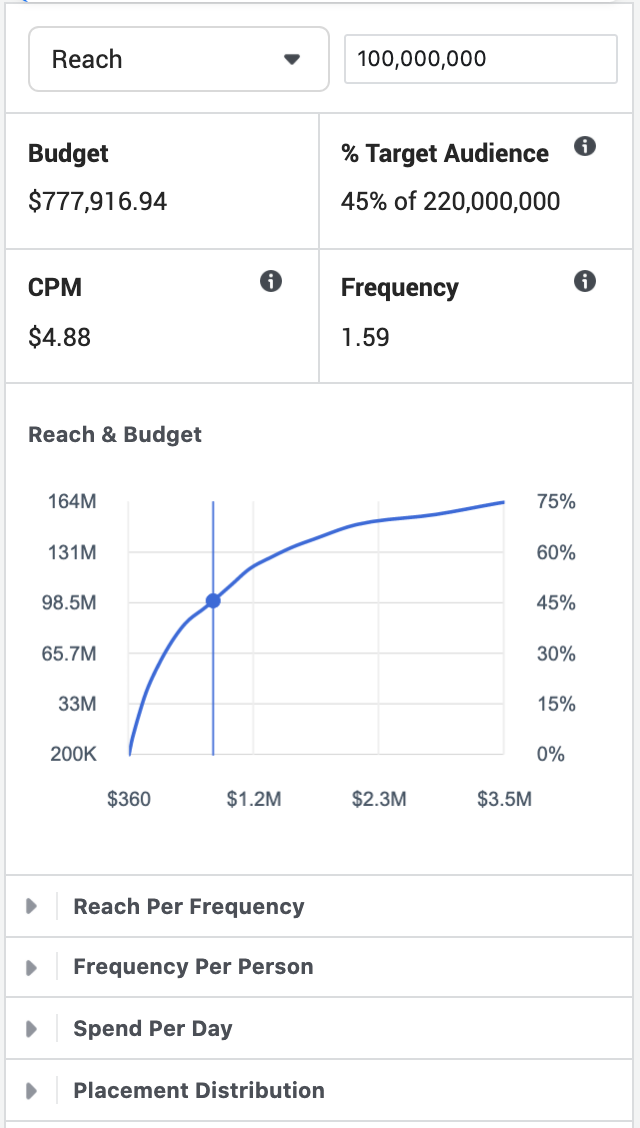 Reach 100,000,000
Budget % Target Audience
$777,916.94 45% of 220,000,000
CPM Frequency
$4.88 1.59
Reach & Budget
164M 75%
131M 60%
98.5M 45%
65.7M 30%
33M 15%
200K 0%
$360 $1.2M $2.3M $3.5M
Reach Per Frequency
Frequency Per Person
Spend Per Day
Placement Distribution